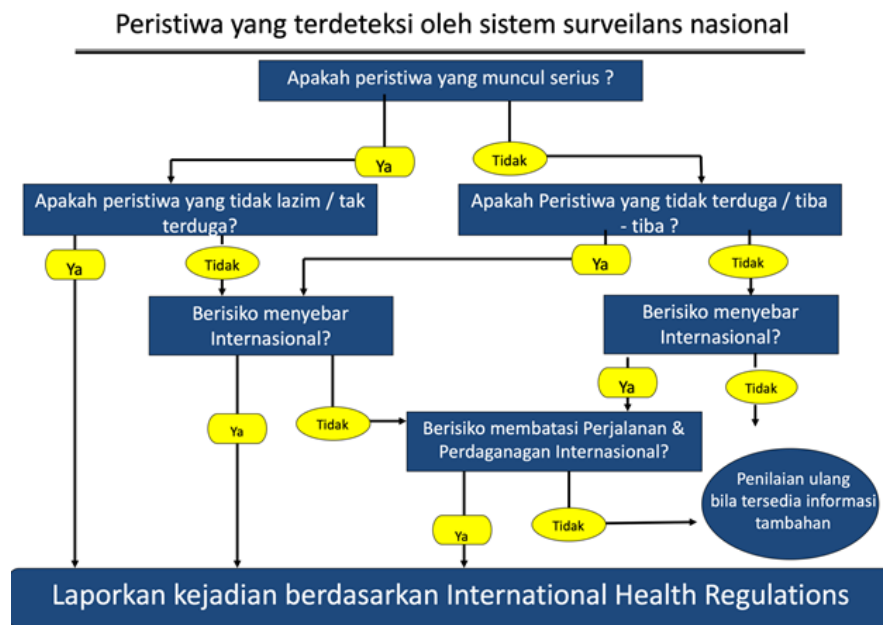 Peristiwa yang terdeteksi oleh sistem surveilans nasional
Apakah peristiwa yang muncul serius ?
Ya
Tidak
Apakah peristiwa yang tidak lazim / tak
terduga?
Apakah Peristiwa yang tidak terduga / tiba
- tiba ?
Ya
Tidak
Ya
Tidak
Berisiko menyebar
Internasional?
Berisiko menyebar
Internasional?
Ya
Tidak
Ya
Tidak
Berisiko membatasi Perjalanan &
Perdaganagan Internasional?
Penilaian ulang
bila tersedia informasi
tambahan
Ya
Tidak
Laporkan kejadian berdasarkan International Health Regulations